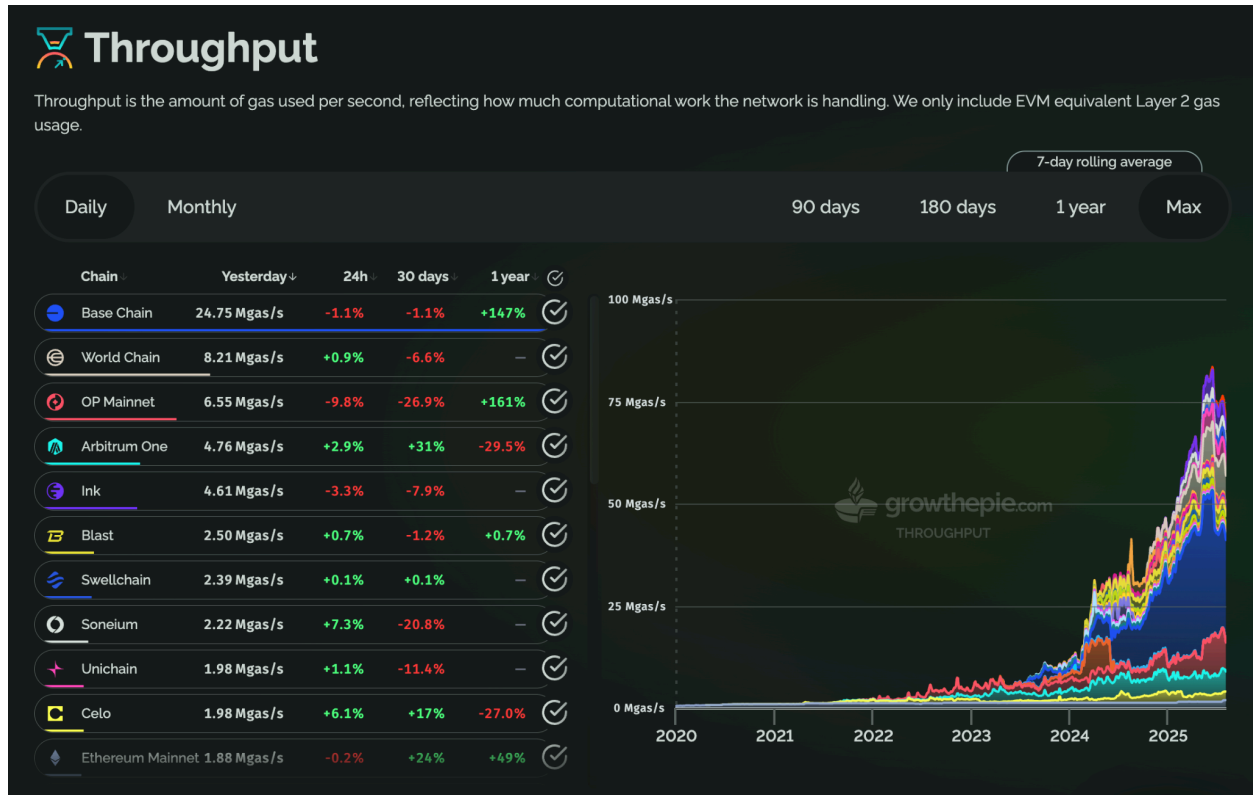 Throughput
Throughput is the amount of gas used per second, reflecting how much computational work the network is handling. We only include EVM equivalent Layer 2 gas
usage.
7-day rolling average
Daily Monthly 90 days 180 days 1 year Max
Chain Yesterday 24h 30 days 1 year
Base Chain 24.75 Mgas/s -1.1% -1.1% +147%
World Chain 8.21 Mgas/s +0.9% -6.6% —
OP Mainnet 6.55 Mgas/s -9.8% -26.9% +161%
Arbitrum One 4.76 Mgas/s +2.9% +31% -29.5%
Ink 4.61 Mgas/s -3.3% -7.9% —
Blast 2.50 Mgas/s +0.7% -1.2% +0.7%
Swellchain 2.39 Mgas/s +0.1% +0.1% —
Soneium 2.22 Mgas/s +7.3% -20.8% —
Unichain 1.98 Mgas/s +1.1% -11.4% —
Celo 1.98 Mgas/s +6.1% +17% -27.0%
Ethereum Mainnet 1.88 Mgas/s -0.2% +24% +49%
100 Mgas/s
75 Mgas/s
50 Mgas/s
25 Mgas/s
0 Mgas/s
growthepie.com
THROUGHPUT
2020 2021 2022 2023 2024 2025